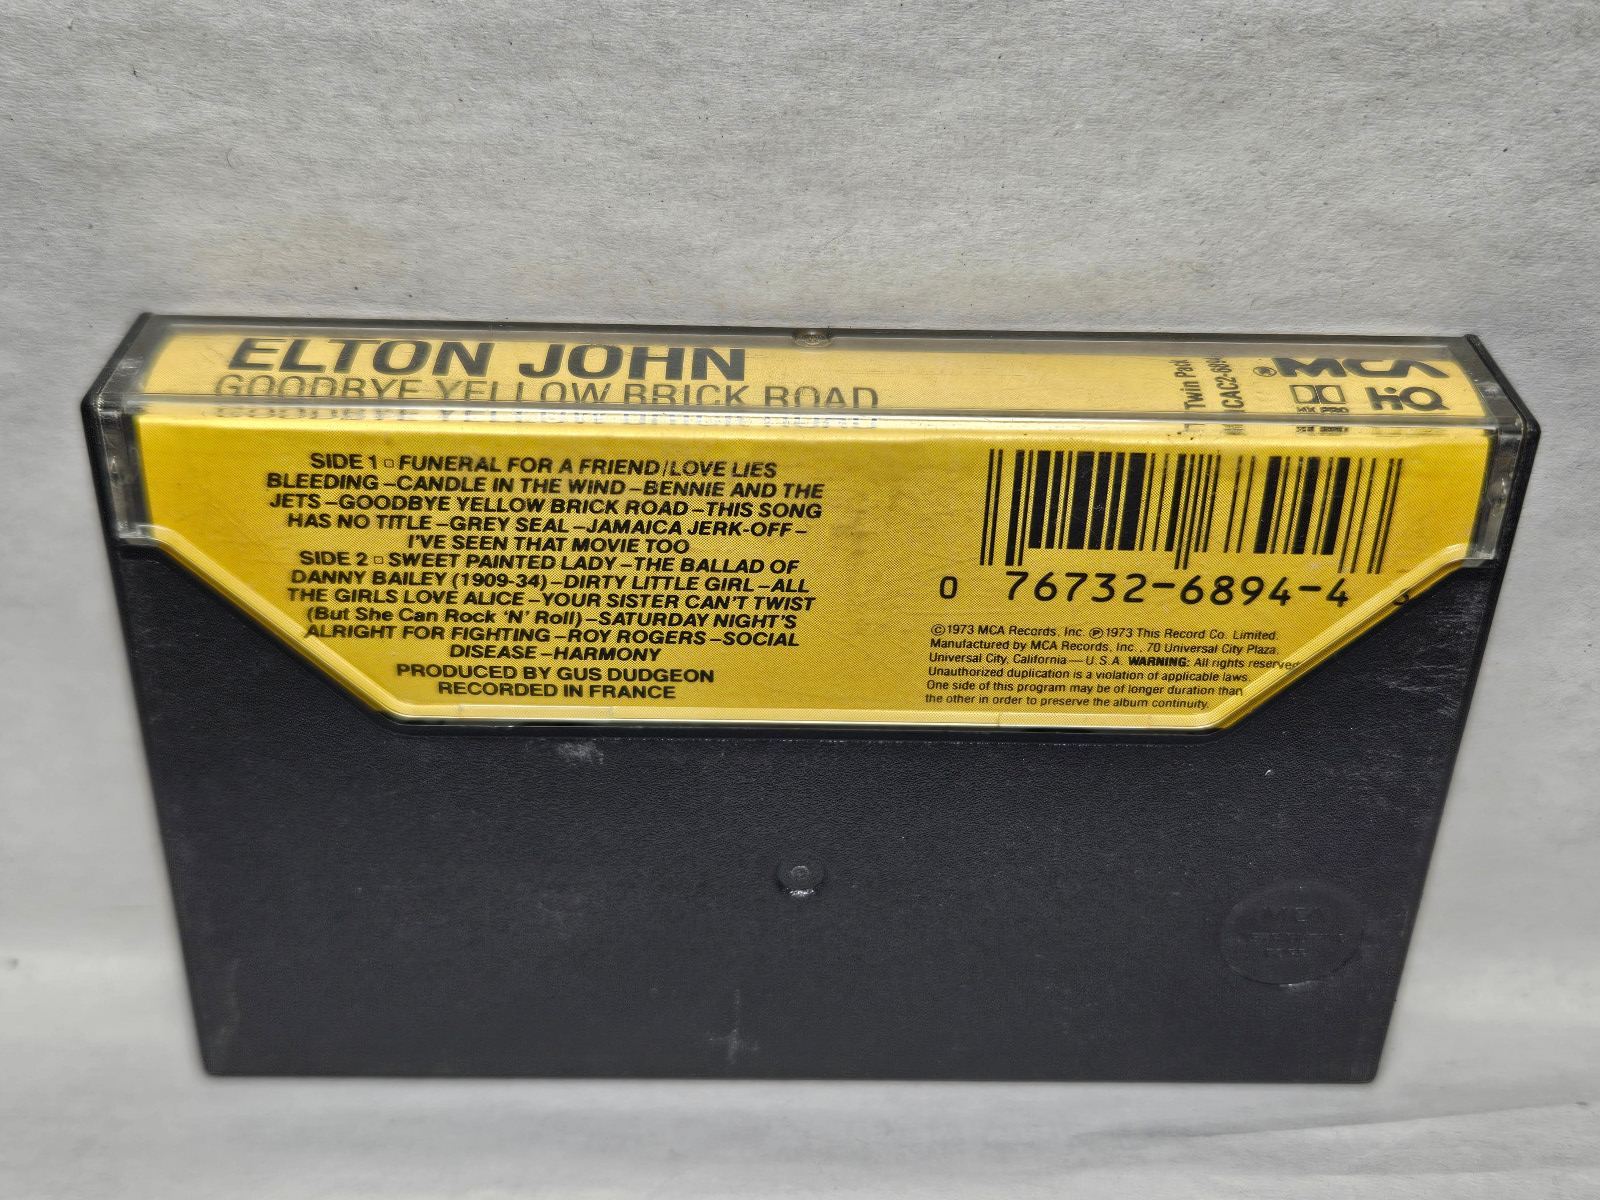 ELTON JOHN
GOODBYE YELLOW BRICK ROAD
Twin Pak
®MCA
HX PRO
HiQ
SIDE 1 ▫ FUNERAL FOR A FRIEND/LOVE LIES
BLEEDING –CANDLE IN THE WIND –BENNIE AND THE
JETS –GOODBYE YELLOW BRICK ROAD –THIS SONG
HAS NO TITLE –GREY SEAL –JAMAICA JERK-OFF –
I'VE SEEN THAT MOVIE TOO
SIDE 2 ▫ SWEET PAINTED LADY –THE BALLAD OF
DANNY BAILEY (1909-34) –DIRTY LITTLE GIRL –ALL
THE GIRLS LOVE ALICE –YOUR SISTER CAN'T TWIST
(But She Can Rock 'N' Roll) –SATURDAY NIGHT'S
ALRIGHT FOR FIGHTING –ROY ROGERS –SOCIAL
DISEASE –HARMONY
PRODUCED BY GUS DUDGEON
RECORDED IN FRANCE
0 76732-6894-4
©1973 MCA Records, Inc. ℗1973 This Record Co. Limited.
Manufactured by MCA Records, Inc., 70 Universal City Plaza,
Universal City, California — U.S.A. WARNING: All rights reserved
Unauthorized duplication is a violation of applicable laws.
One side of this program may be of longer duration than
the other in order to preserve the album continuity.
MCA